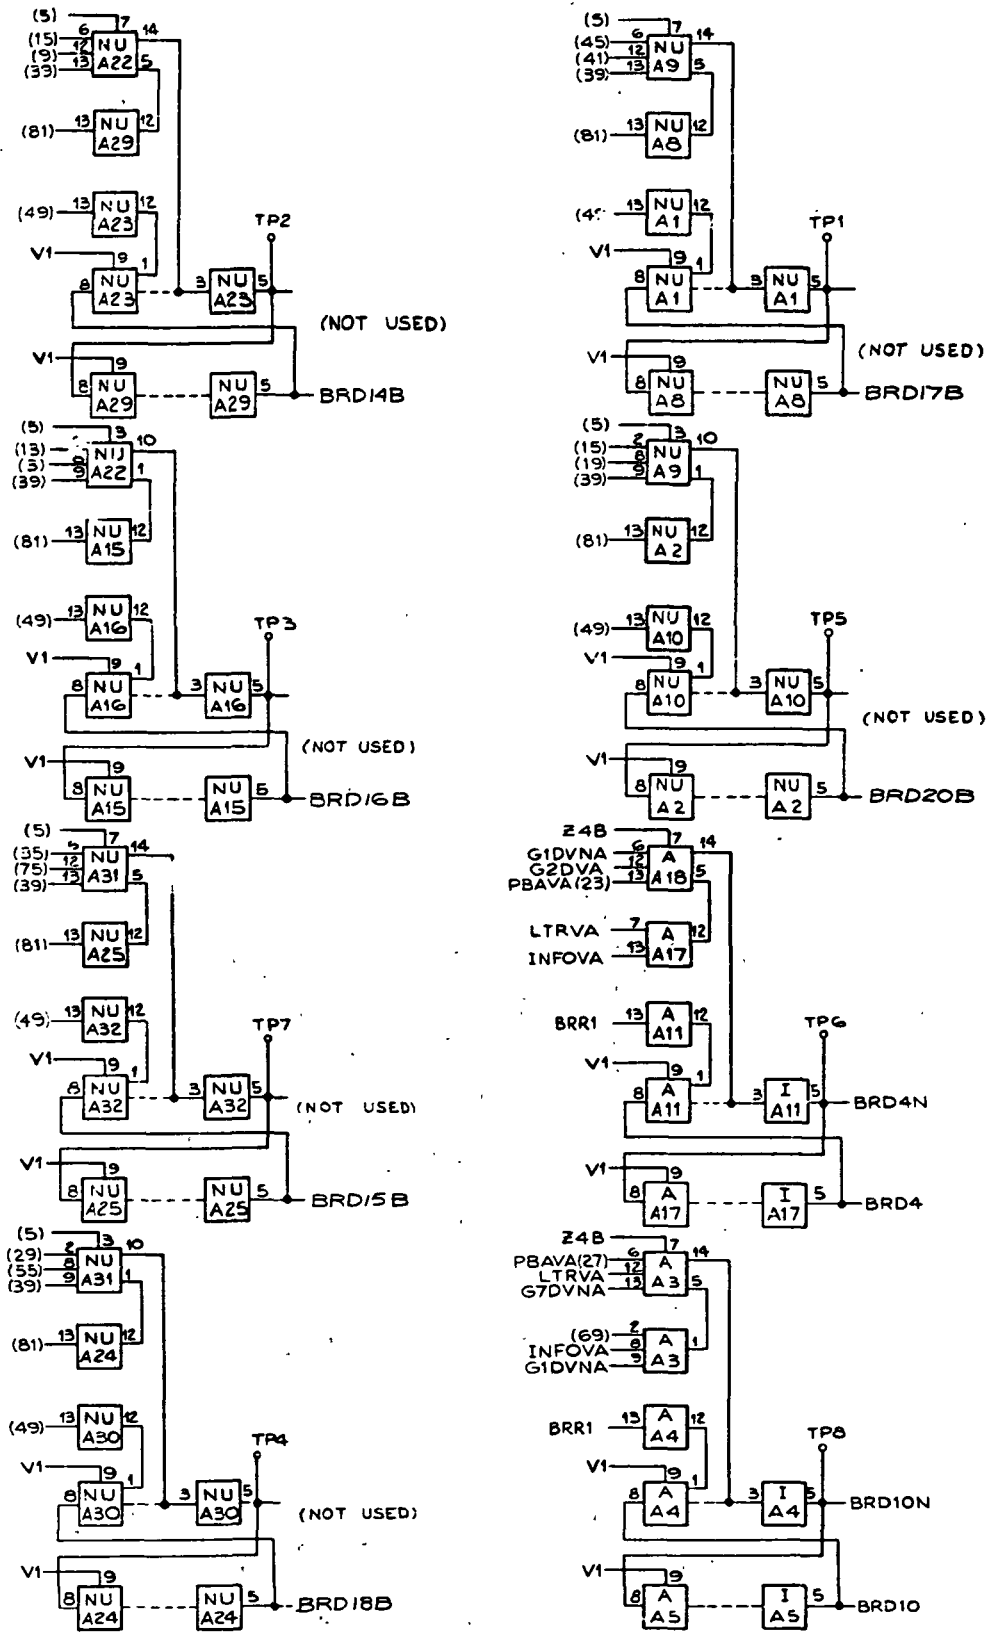 (5) 7
(15) 6 NU 14
(9) 12 A22 5
(39) 13
(81) 13 NU 12
A29
(49) 13 NU 12
A23
TP2
V1 9 1
8 NU 3 NU 5
A23 A23
(NOT USED)
V1 9
8 NU NU 5 BRD14B
A29 A29
(5) 3
(13) NU 10
(3) 8 A22 1
(39) 9
(81) 13 NU 12
A15
(49) 13 NU 12
A16
TP3
V1 9 1
8 NU 3 NU 5
A16 A16
(NOT USED)
V1 9
8 NU NU 5 BRD16B
A15 A15
(5) 7
(35) NU 14
(75) 12 A31 5
(39) 13
(81) 13 NU 12
A25
(49) 13 NU 12
A32
TP7
V1 9 1
8 NU 3 NU 5
A32 A32
(NOT USED)
V1 9
8 NU NU 5 BRD15B
A25 A25
(5) 3
(29) 2 NU 10
(55) 8 A31 1
(39) 9
(81) 13 NU 12
A24
(49) 13 NU 12
A30
TP4
V1 9 1
8 NU 3 NU 5
A30 A30
(NOT USED)
V1 9
8 NU NU 5 BRD18B
A24 A24
(5) 7
(45) 6 NU 14
(41) 12 A9 5
(39) 13
(81) 13 NU 12
A8
13 NU 12
A1
TP1
V1 9 1
8 NU 3 NU 5
A1 A1
(NOT USED)
V1 9
8 NU NU 5 BRD17B
A8 A8
(5) 3
(15) 2 NU 10
(19) 8 A9 1
(39) 9
(81) 13 NU 12
A2
(49) 13 NU 12
A10
TP5
V1 9 1
8 NU 3 NU 5
A10 A10
(NOT USED)
V1 9
8 NU NU 5 BRD20B
A2 A2
Z4B 7
G1DVNA 6 A 14
G2DVA 12 A18 5
PBAVA(23) 13
LTRVA 7 A 12
INFOVA 13 A17
BRR1 13 A 12
A11
TP6
V1 9 1
8 A 3 I 5 BRD4N
A11 A11
V1 9
8 A I 5 BRD4
A17 A17
Z4B 7
PBAVA(27) 6 A 14
LTRVA 12 A3 5
G7DVNA 13
(69) 2 A
INFOVA 8 A3 1
G1DVNA 9
BRR1 13 A 12
A4
TP8
V1 9 1
8 A 3 I 5 BRD10N
A4 A4
V1 9
8 A I 5 BRD10
A5 A5